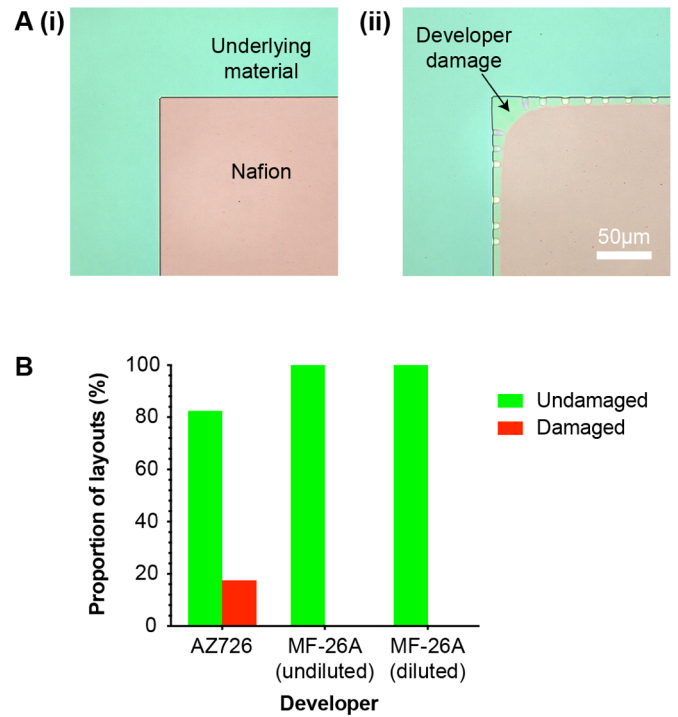 A (i)
Underlying
material
Nafion
(ii)
Developer
damage
50µm
B
Proportion of layouts (%)
100
80
60
40
20
0
AZ726
MF-26A
(undiluted)
MF-26A
(diluted)
Developer
Undamaged
Damaged